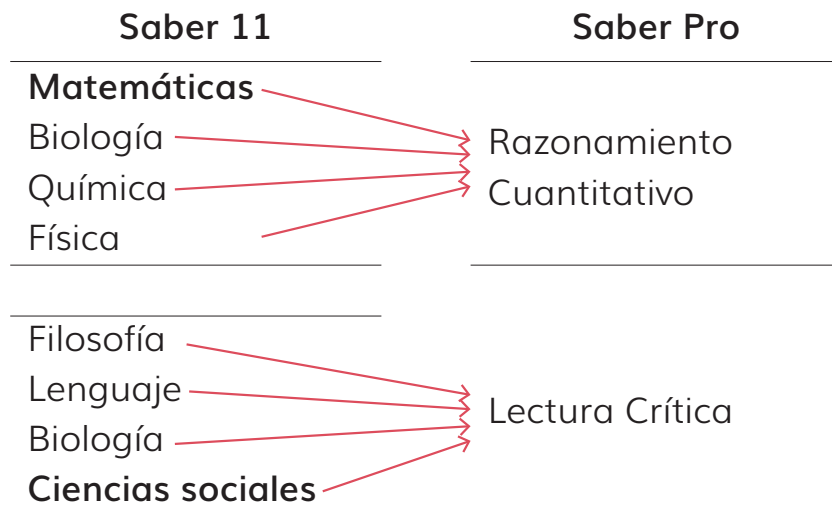 Saber 11
Saber Pro
Matemáticas
Biología
Química
Física
Razonamiento
Cuantitativo
Filosofía
Lenguaje
Biología
Ciencias sociales
Lectura Crítica